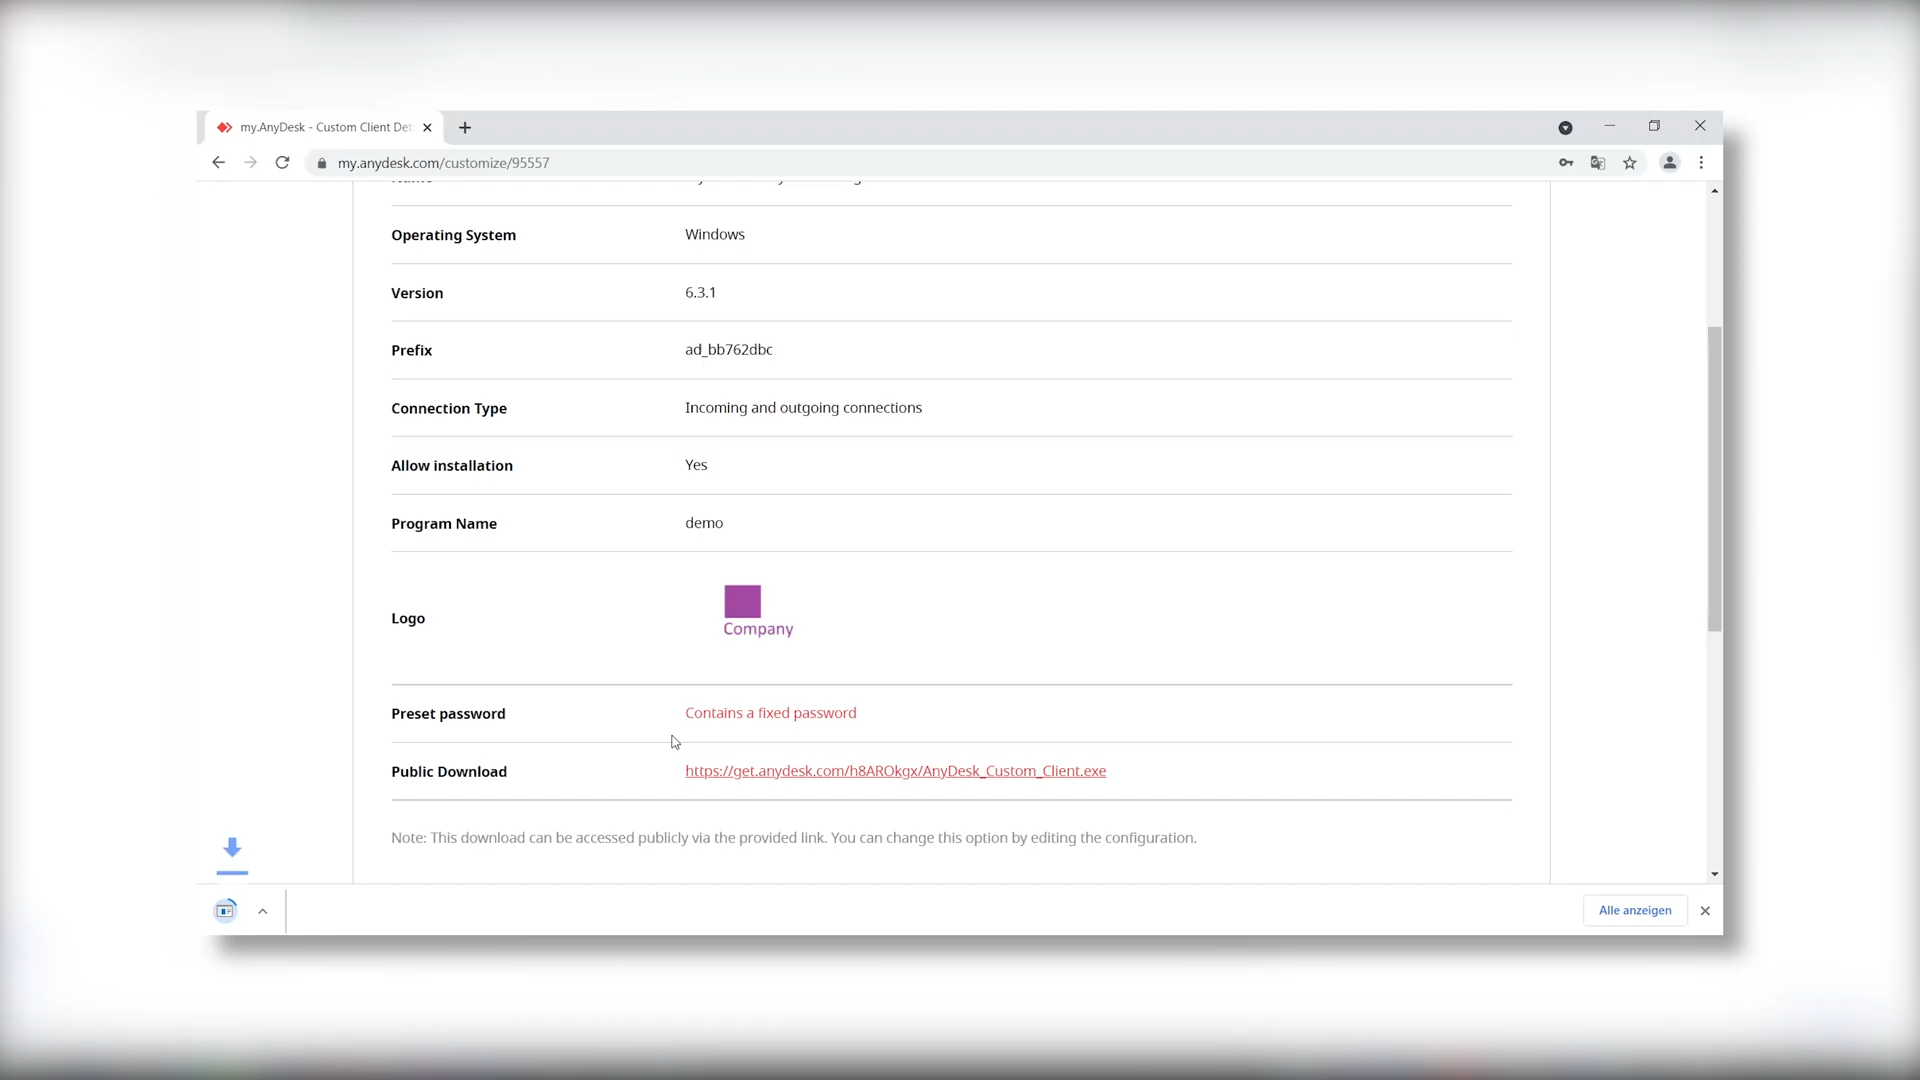 my.AnyDesk - Custom Client Det
my.anydesk.com/customize/95557
Operating System Windows
Version 6.3.1
Prefix ad_bb762dbc
Connection Type Incoming and outgoing connections
Allow installation Yes
Program Name demo
Logo
Company
Preset password Contains a fixed password
Public Download https://get.anydesk.com/h8AROkgx/AnyDesk_Custom_Client.exe
Note: This download can be accessed publicly via the provided link. You can change this option by editing the configuration.
Alle anzeigen